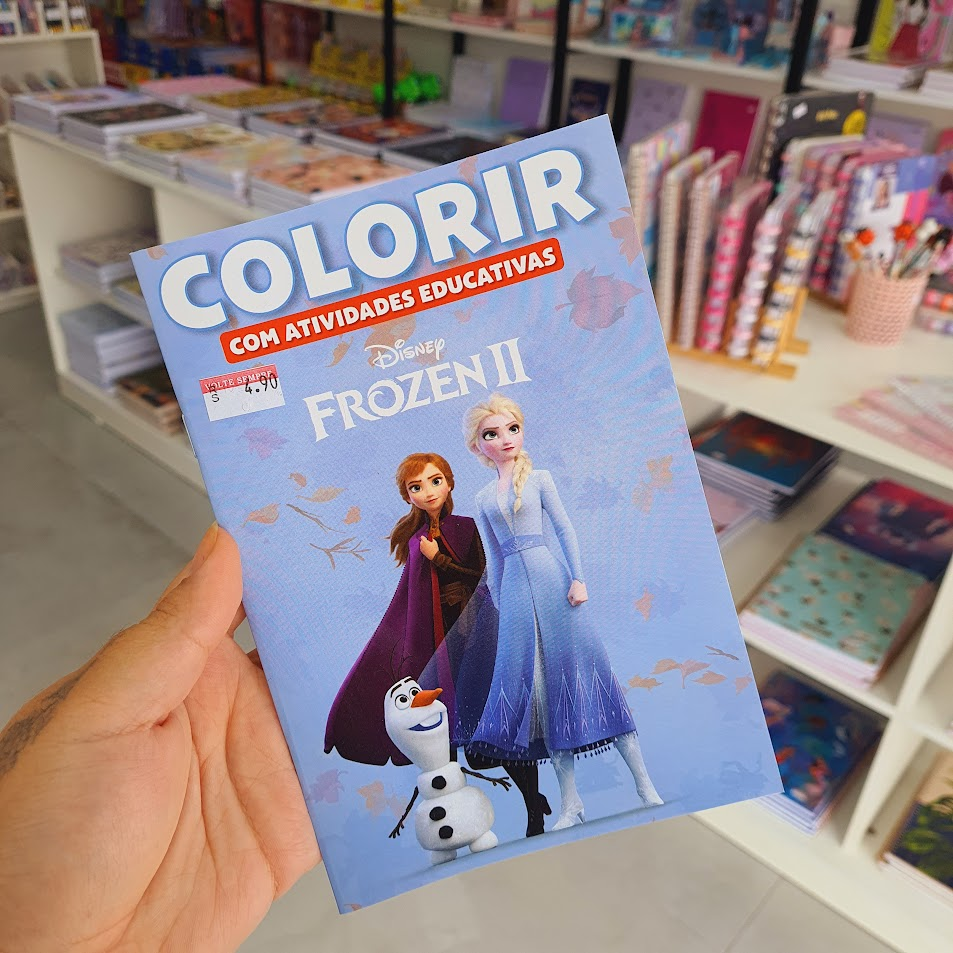 COLORIR
COM ATIVIDADES EDUCATIVAS
Disney
FROZEN II
VOLTE SEMPRE
R$ 4.90